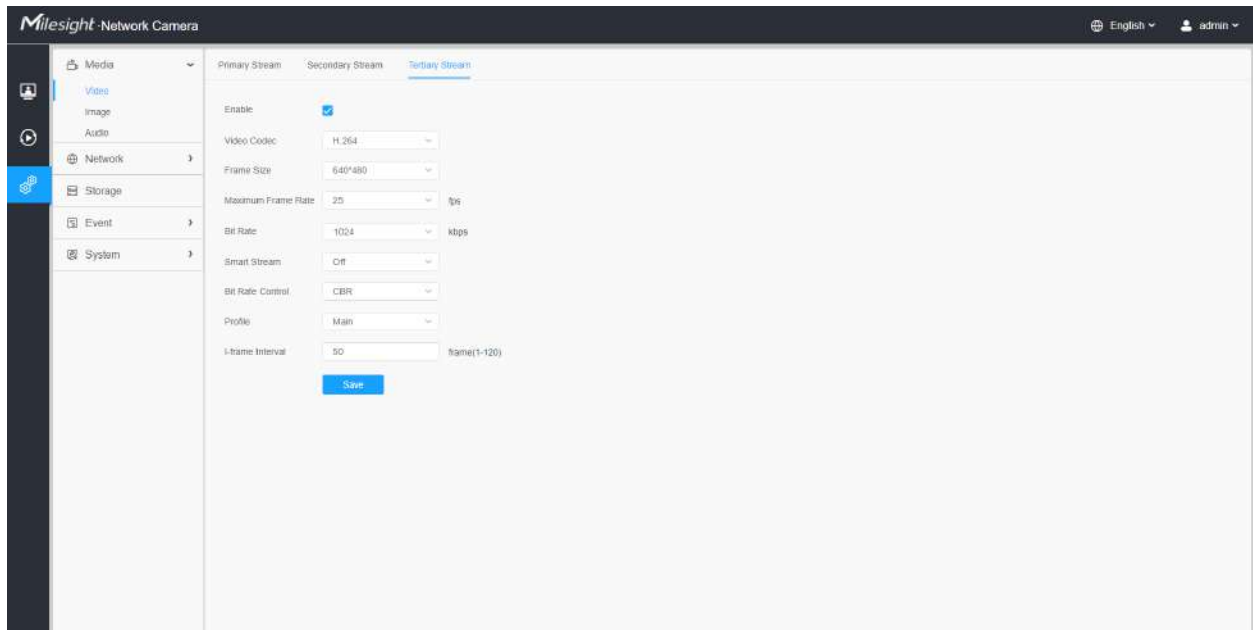 Milesight ·Network Camera
English
admin
Media
Video
Image
Audio
Network
Storage
Event
System
Primary Stream Secondary Stream Tertiary Stream
Enable
Video Codec H.264
Frame Size 640*480
Maximum Frame Rate 25 fps
Bit Rate 1024 kbps
Smart Stream Off
Bit Rate Control CBR
Profile Main
I-frame Interval 50 frame(1-120)
Save